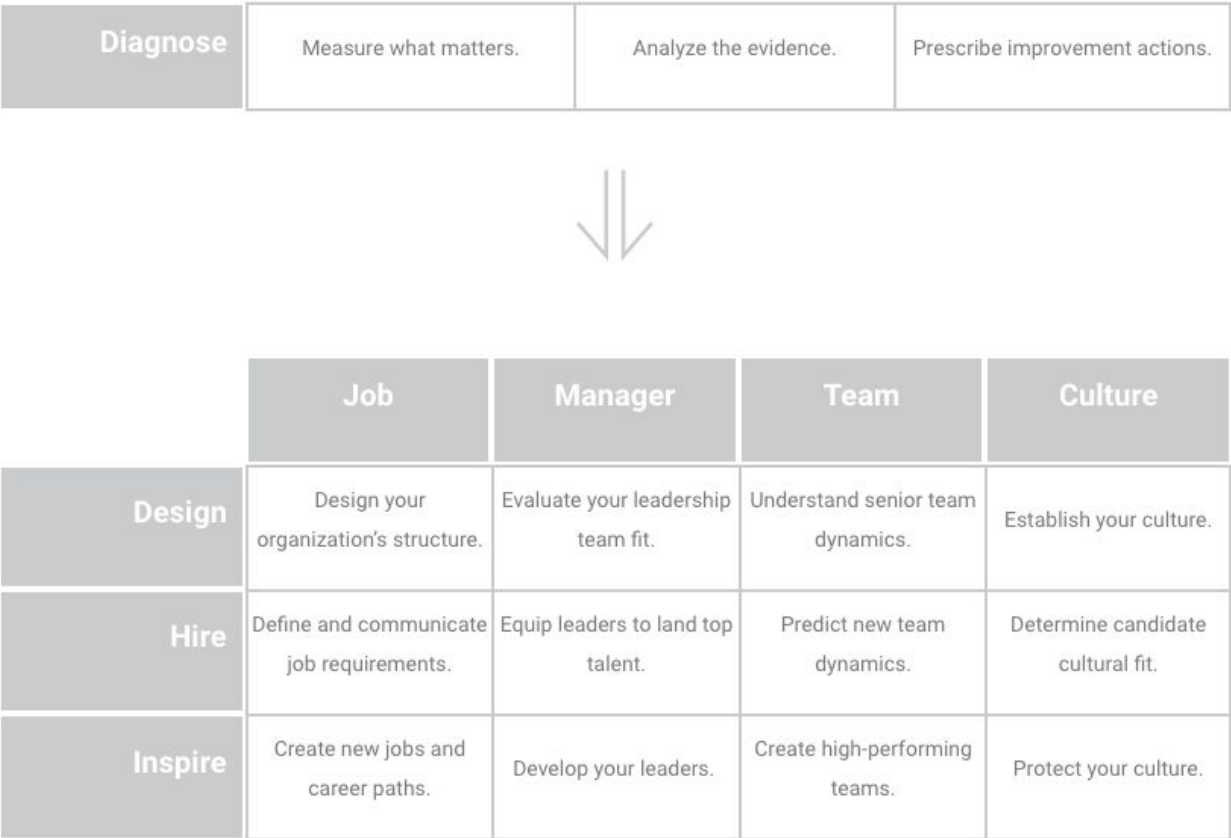 Diagnose
Measure what matters.
Analyze the evidence.
Prescribe improvement actions.
Job
Manager
Team
Culture
Design
Design your
organization’s structure.
Evaluate your leadership
team fit.
Understand senior team
dynamics.
Establish your culture.
Hire
Define and communicate
job requirements.
Equip leaders to land top
talent.
Predict new team
dynamics.
Determine candidate
cultural fit.
Inspire
Create new jobs and
career paths.
Develop your leaders.
Create high-performing
teams.
Protect your culture.